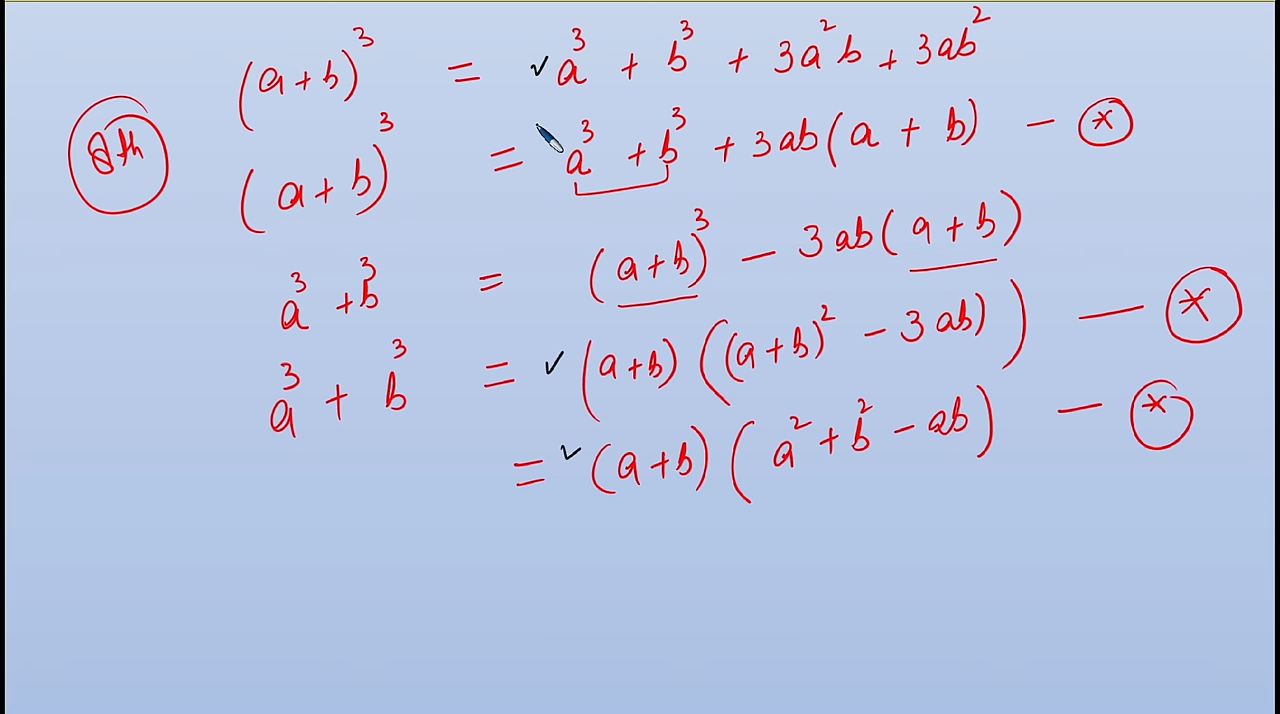 (a+b)³ = ✓ a³ + b³ + 3a²b + 3ab²
8th
(a+b)³ = a³ + b³ + 3ab(a + b) — ⊛
a³ + b³ = (a+b)³ — 3ab(a+b)
a³ + b³ = ✓ (a+b)((a+b)² – 3ab)) — ⊛
= ✓ (a+b)(a² + b² – ab) — ⊛